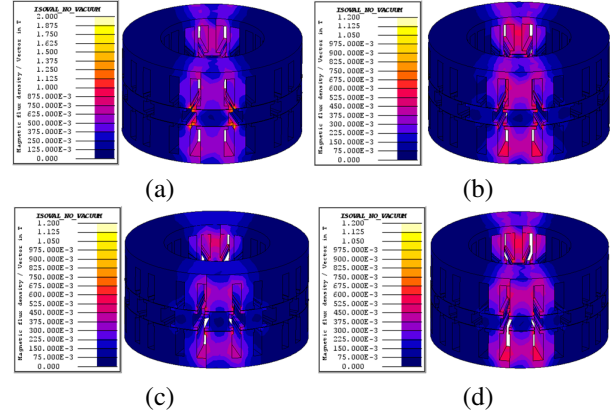 ISOVAL_NO_VACUUM
Magnetic flux density / Vector in T
2.000
1.875
1.750
1.625
1.500
1.375
1.250
1.125
1.000
875.000E-3
750.000E-3
625.000E-3
500.000E-3
375.000E-3
250.000E-3
125.000E-3
0.000
(a)
ISOVAL_NO_VACUUM
Magnetic flux density / Vector in T
1.200
1.125
1.050
975.000E-3
900.000E-3
825.000E-3
750.000E-3
675.000E-3
600.000E-3
525.000E-3
450.000E-3
375.000E-3
300.000E-3
225.000E-3
150.000E-3
75.000E-3
0.000
(b)
ISOVAL_NO_VACUUM
Magnetic flux density / Vector in T
1.200
1.125
1.050
975.000E-3
900.000E-3
825.000E-3
750.000E-3
675.000E-3
600.000E-3
525.000E-3
450.000E-3
375.000E-3
300.000E-3
225.000E-3
150.000E-3
75.000E-3
0.000
(c)
ISOVAL_NO_VACUUM
Magnetic flux density / Vector in T
1.200
1.125
1.050
975.000E-3
900.000E-3
825.000E-3
750.000E-3
675.000E-3
600.000E-3
525.000E-3
450.000E-3
375.000E-3
300.000E-3
225.000E-3
150.000E-3
75.000E-3
0.000
(d)